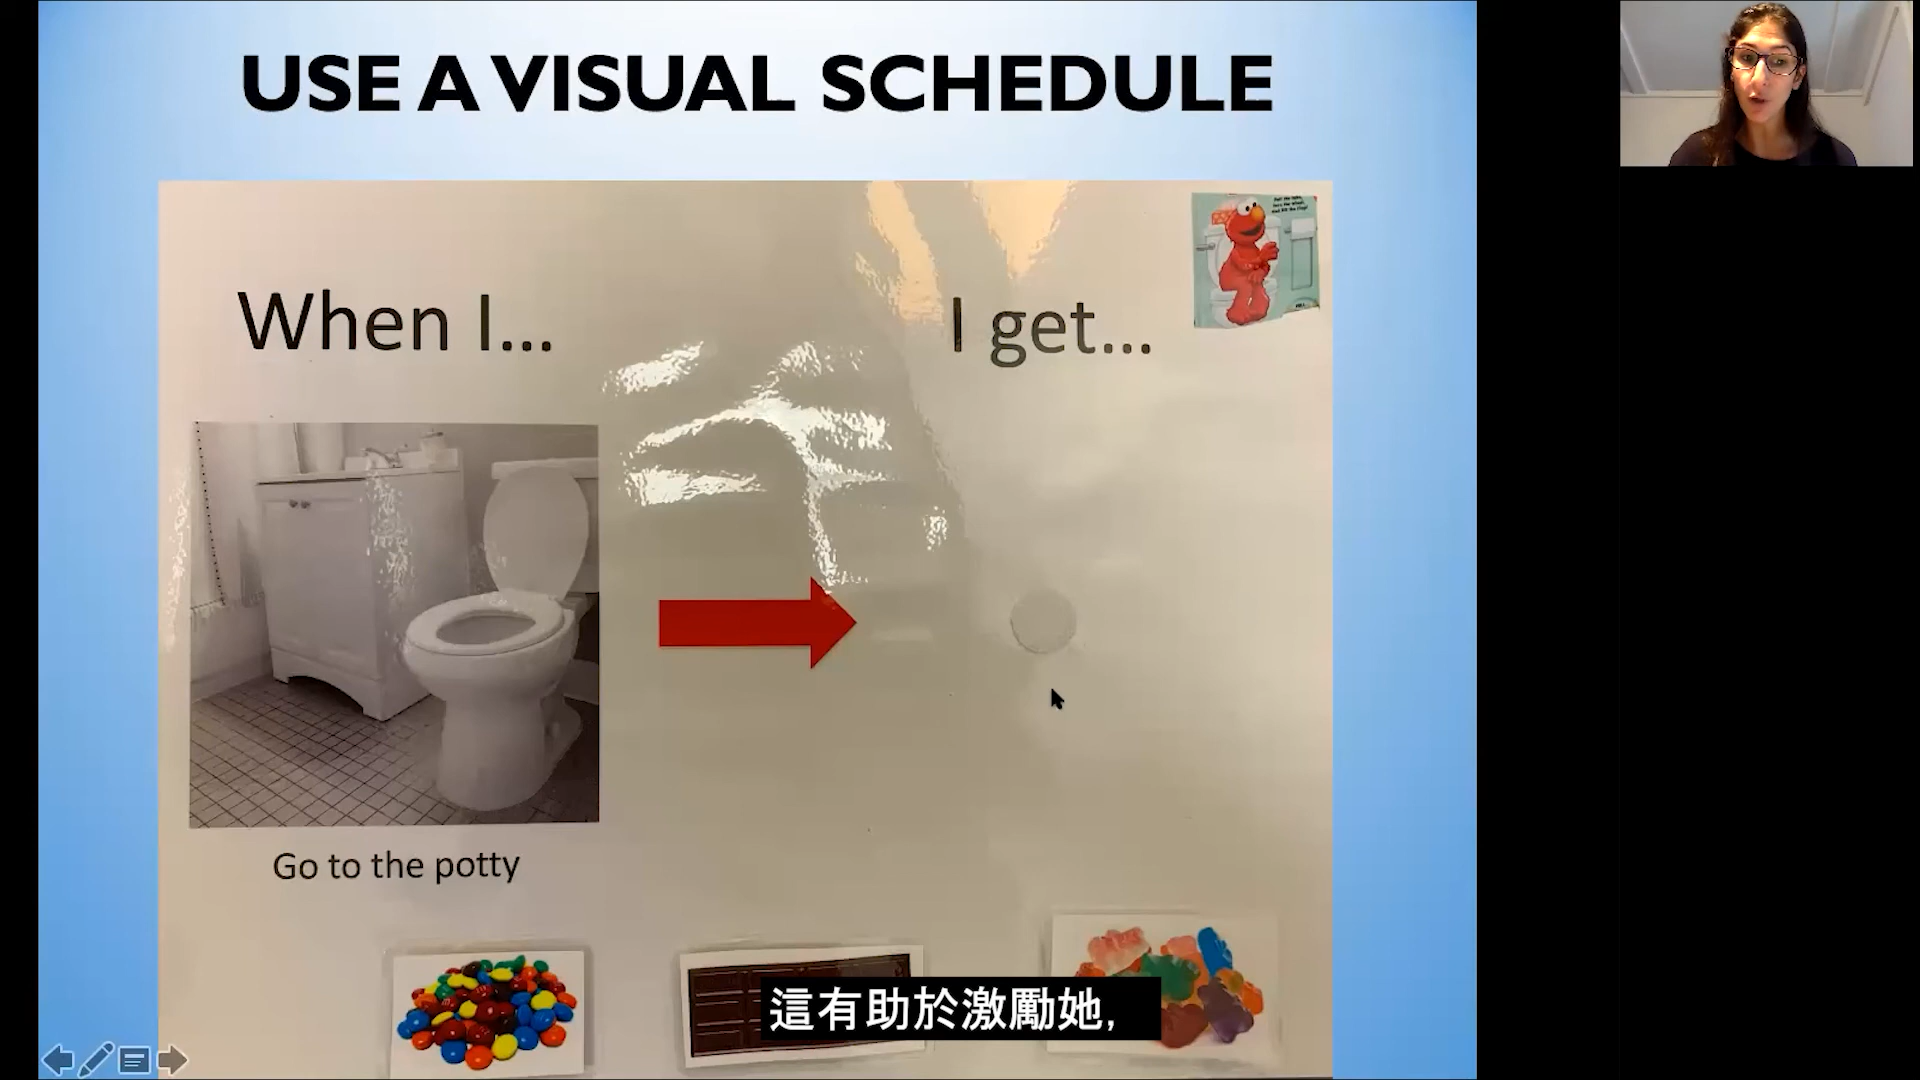 USE A VISUAL SCHEDULE
When I...
I get...
Go to the potty
這有助於激勵她,